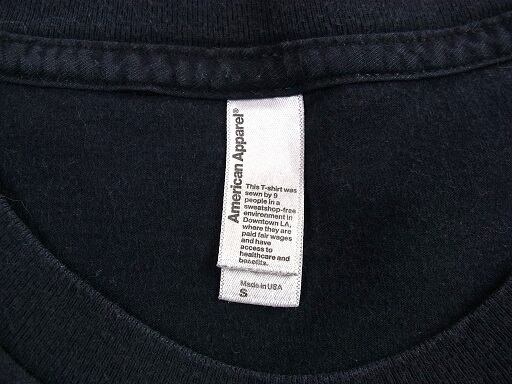 American Apparel®
This T-shirt was
sewn by 9
people in a
sweatshop-free
environment in
Downtown LA,
where they are
paid fair wages
and have
access to
healthcare and
benefits.
Made in USA
S